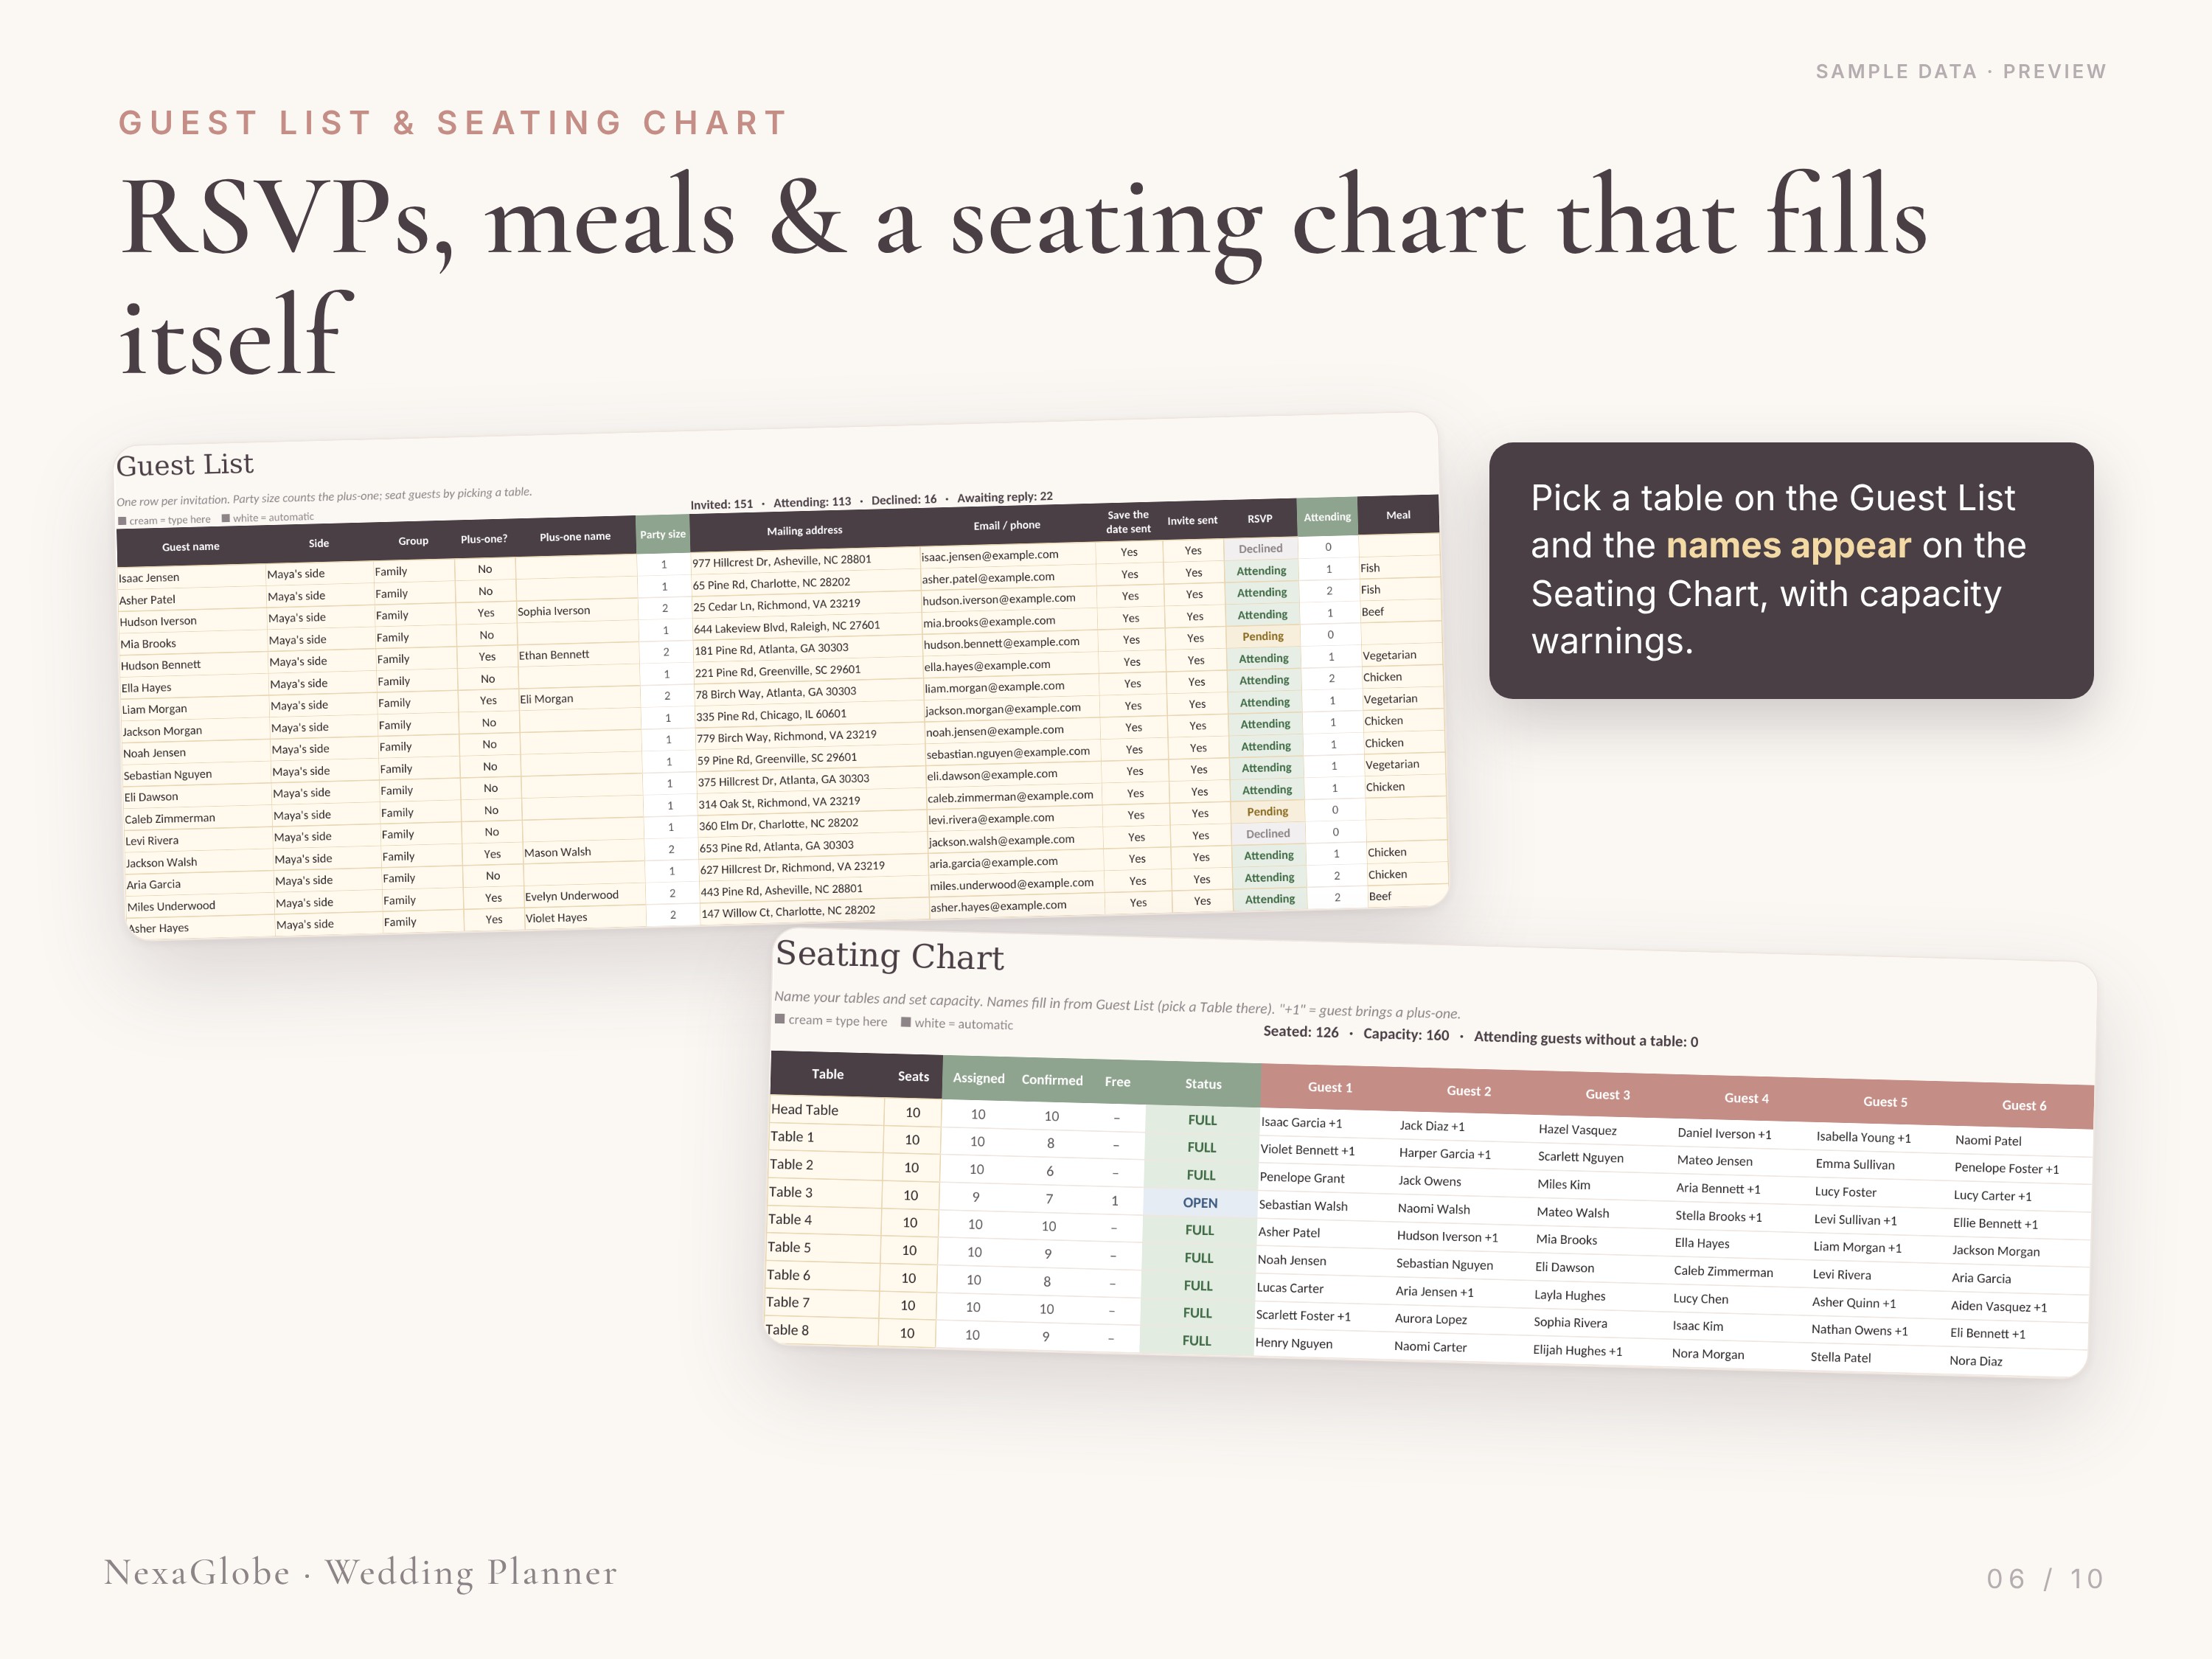 SAMPLE DATA · PREVIEW
GUEST LIST & SEATING CHART
RSVPs, meals & a seating chart that fills
itself
Guest List
One row per invitation. Party size counts the plus-one; seat guests by picking a table.
■ cream = type here ■ white = automatic
Invited: 151 · Attending: 113 · Declined: 16 · Awaiting reply: 22
Guest name Side Group Plus-one? Plus-one name Party size Mailing address Email / phone Save the date sent Invite sent RSVP Attending Meal
Isaac Jensen Maya's side Family No 1 977 Hillcrest Dr, Asheville, NC 28801 isaac.jensen@example.com Yes Yes Declined 0
Asher Patel Maya's side Family No 1 65 Pine Rd, Charlotte, NC 28202 asher.patel@example.com Yes Yes Attending 1 Fish
Hudson Iverson Maya's side Family Yes Sophia Iverson 2 25 Cedar Ln, Richmond, VA 23219 hudson.iverson@example.com Yes Yes Attending 2 Fish
Mia Brooks Maya's side Family No 1 644 Lakeview Blvd, Raleigh, NC 27601 mia.brooks@example.com Yes Yes Attending 1 Beef
Hudson Bennett Maya's side Family Yes Ethan Bennett 2 181 Pine Rd, Atlanta, GA 30303 hudson.bennett@example.com Yes Yes Pending 0
Ella Hayes Maya's side Family No 1 221 Pine Rd, Greenville, SC 29601 ella.hayes@example.com Yes Yes Attending 1 Vegetarian
Liam Morgan Maya's side Family Yes Eli Morgan 2 78 Birch Way, Atlanta, GA 30303 liam.morgan@example.com Yes Yes Attending 2 Chicken
Jackson Morgan Maya's side Family No 1 335 Pine Rd, Chicago, IL 60601 jackson.morgan@example.com Yes Yes Attending 1 Vegetarian
Noah Jensen Maya's side Family No 1 779 Birch Way, Richmond, VA 23219 noah.jensen@example.com Yes Yes Attending 1 Chicken
Sebastian Nguyen Maya's side Family No 1 59 Pine Rd, Greenville, SC 29601 sebastian.nguyen@example.com Yes Yes Attending 1 Chicken
Eli Dawson Maya's side Family No 1 375 Hillcrest Dr, Atlanta, GA 30303 eli.dawson@example.com Yes Yes Attending 1 Vegetarian
Caleb Zimmerman Maya's side Family No 1 314 Oak St, Richmond, VA 23219 caleb.zimmerman@example.com Yes Yes Attending 1 Chicken
Levi Rivera Maya's side Family No 1 360 Elm Dr, Charlotte, NC 28202 levi.rivera@example.com Yes Yes Pending 0
Jackson Walsh Maya's side Family Yes Mason Walsh 2 653 Pine Rd, Atlanta, GA 30303 jackson.walsh@example.com Yes Yes Declined 0
Aria Garcia Maya's side Family No 1 627 Hillcrest Dr, Richmond, VA 23219 aria.garcia@example.com Yes Yes Attending 1 Chicken
Miles Underwood Maya's side Family Yes Evelyn Underwood 2 443 Pine Rd, Asheville, NC 28801 miles.underwood@example.com Yes Yes Attending 2 Chicken
Asher Hayes Maya's side Family Yes Violet Hayes 2 147 Willow Ct, Charlotte, NC 28202 asher.hayes@example.com Yes Yes Attending 2 Beef
Pick a table on the Guest List
and the names appear on the
Seating Chart, with capacity
warnings.
Seating Chart
Name your tables and set capacity. Names fill in from Guest List (pick a Table there). "+1" = guest brings a plus-one.
■ cream = type here ■ white = automatic
Seated: 126 · Capacity: 160 · Attending guests without a table: 0
Table Seats Assigned Confirmed Free Status Guest 1 Guest 2 Guest 3 Guest 4 Guest 5 Guest 6
Head Table 10 10 10 – FULL Isaac Garcia +1 Jack Diaz +1 Hazel Vasquez Daniel Iverson +1 Isabella Young +1 Naomi Patel
Table 1 10 10 8 – FULL Violet Bennett +1 Harper Garcia +1 Scarlett Nguyen Mateo Jensen Emma Sullivan Penelope Foster +1
Table 2 10 10 6 – FULL Penelope Grant Jack Owens Miles Kim Aria Bennett +1 Lucy Foster Lucy Carter +1
Table 3 10 9 7 1 OPEN Sebastian Walsh Naomi Walsh Mateo Walsh Stella Brooks +1 Levi Sullivan +1 Ellie Bennett +1
Table 4 10 10 10 – FULL Asher Patel Hudson Iverson +1 Mia Brooks Ella Hayes Liam Morgan +1 Jackson Morgan
Table 5 10 10 9 – FULL Noah Jensen Sebastian Nguyen Eli Dawson Caleb Zimmerman Levi Rivera Aria Garcia
Table 6 10 10 8 – FULL Lucas Carter Aria Jensen +1 Layla Hughes Lucy Chen Asher Quinn +1 Aiden Vasquez +1
Table 7 10 10 10 – FULL Scarlett Foster +1 Aurora Lopez Sophia Rivera Isaac Kim Nathan Owens +1 Eli Bennett +1
Table 8 10 10 9 – FULL Henry Nguyen Naomi Carter Elijah Hughes +1 Nora Morgan Stella Patel Nora Diaz
NexaGlobe · Wedding Planner
06 / 10